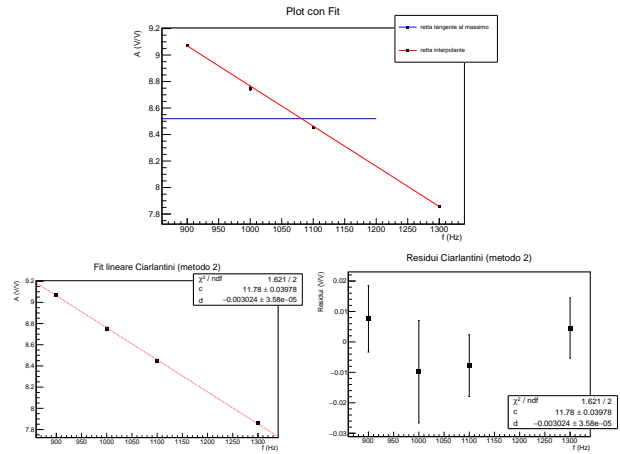 Plot con Fit
A (V/V)
9.2
9
8.8
8.6
8.4
8.2
8
7.8
900
1000
1100
1200
1300
f (Hz)
retta tangente al massimo
retta interpolante
Fit lineare Ciarlantini (metodo 2)
A (V/V)
9.2
9
8.8
8.6
8.4
8.2
8
7.8
900
1000
1100
1200
1300
f (Hz)
χ² / ndf 1.621 / 2
c 11.78 ± 0.03978
d −0.003024 ± 3.58e−05
Residui Ciarlantini (metodo 2)
Residui (V/V)
0.02
0.01
0
−0.01
−0.02
−0.03
900
1000
1100
1200
1300
f (Hz)
χ² / ndf 1.621 / 2
c 11.78 ± 0.03978
d −0.003024 ± 3.58e−05